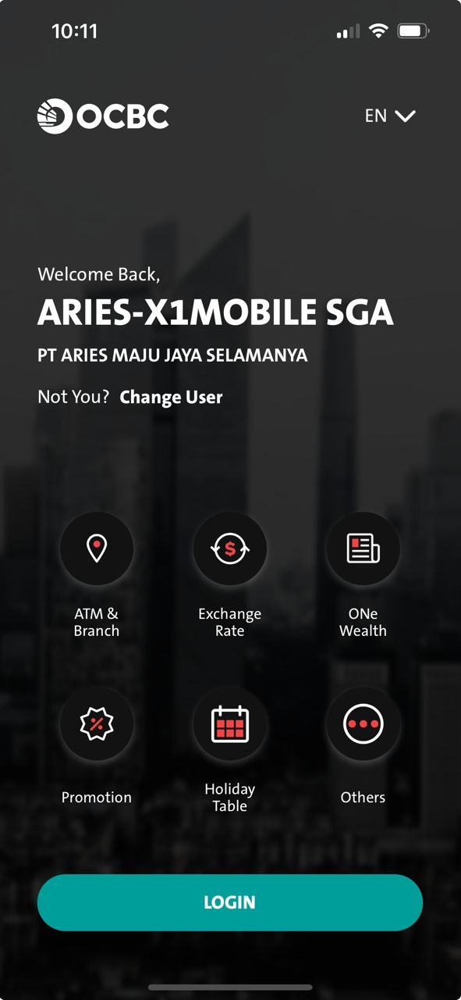 10:11
OCBC
EN
Welcome Back,
ARIES-X1MOBILE SGA
PT ARIES MAJU JAYA SELAMANYA
Not You? Change User
ATM &
Branch
Exchange
Rate
ONe
Wealth
Promotion
Holiday
Table
Others
LOGIN